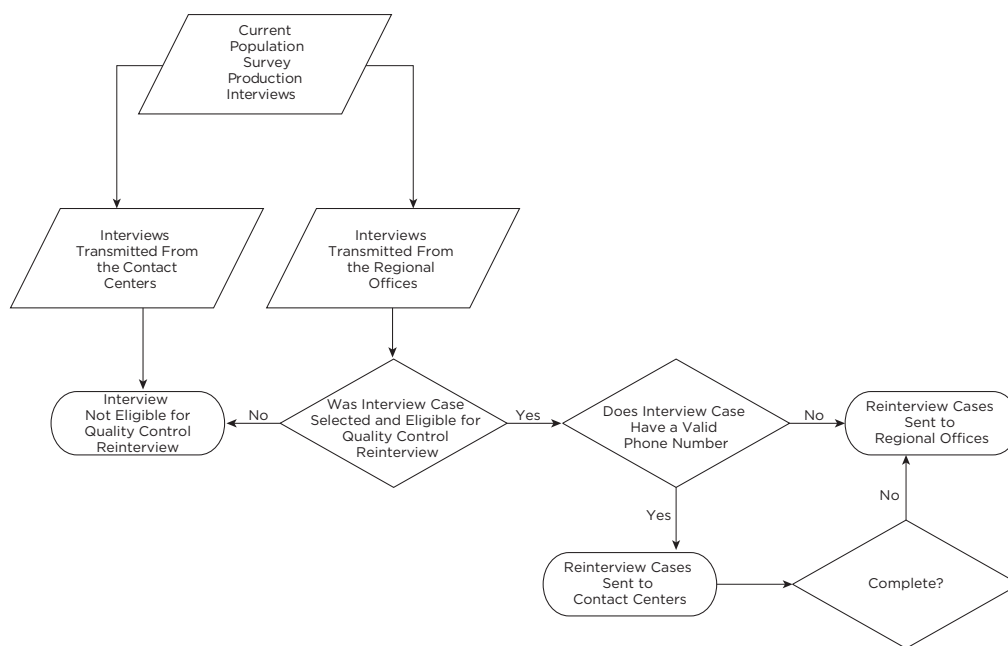 Current
Population
Survey
Production
Interviews
Interviews
Transmitted From
the Contact
Centers
Interviews
Transmitted From
the Regional
Offices
Interview
Not Eligible for
Quality Control
Reinterview
No
Was Interview Case
Selected and Eligible for
Quality Control
Reinterview
Yes
Does Interview Case
Have a Valid
Phone Number
No
Reinterview Cases
Sent to
Regional Offices
Yes
No
Reinterview Cases
Sent to
Contact Centers
Complete?